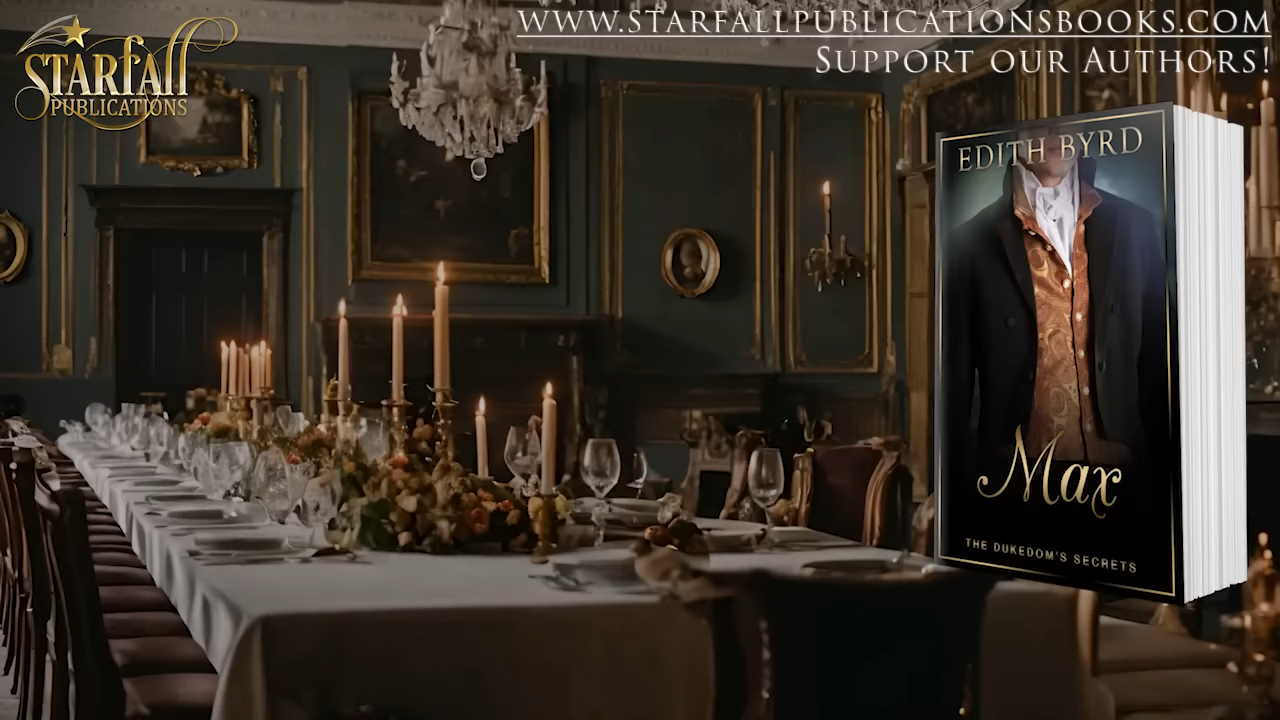 STARfall
PUBLICATIONS
WWW.STARFALLPUBLICATIONSBOOKS.COM
SUPPORT OUR AUTHORS!
EDITH BYRD
Max
THE DUKEDOM'S SECRETS